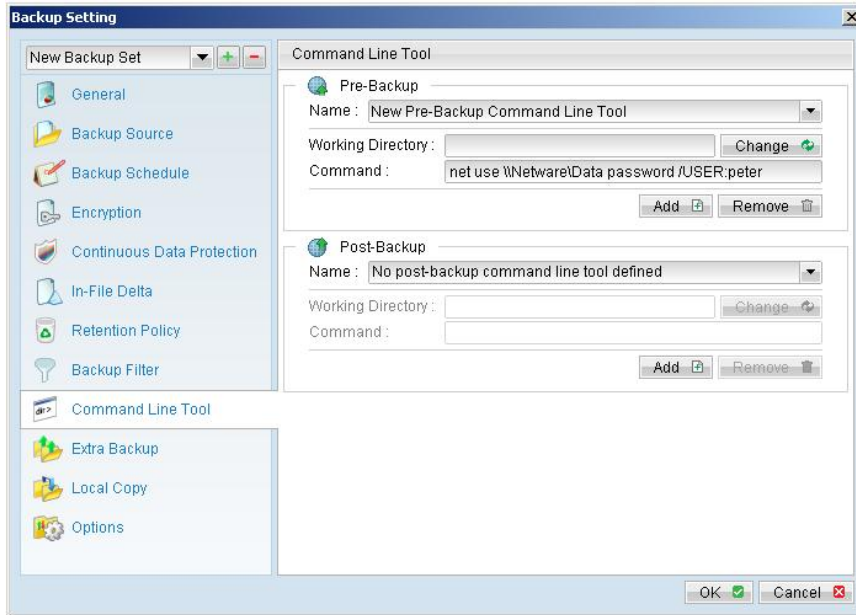 Backup Setting
New Backup Set
General
Backup Source
Backup Schedule
Encryption
Continuous Data Protection
In-File Delta
Retention Policy
Backup Filter
Command Line Tool
Extra Backup
Local Copy
Options
Command Line Tool
Pre-Backup
Name : New Pre-Backup Command Line Tool
Working Directory : Change
Command : net use \\Netware\Data password /USER:peter
Add Remove
Post-Backup
Name : No post-backup command line tool defined
Working Directory : Change
Command :
Add Remove
OK Cancel